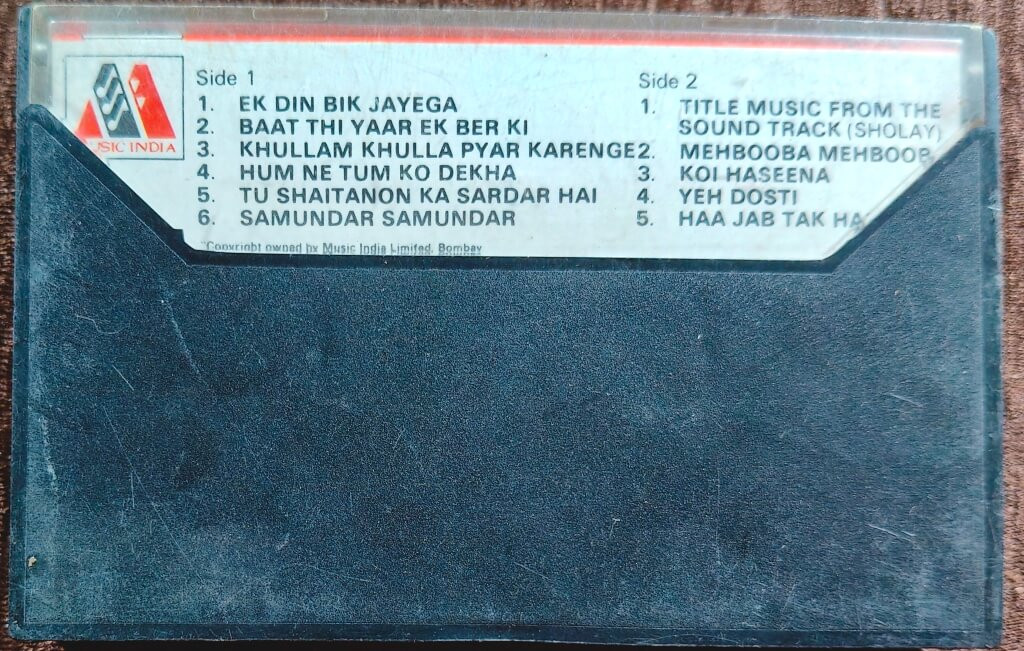 MUSIC INDIA
Side 1
1. EK DIN BIK JAYEGA
2. BAAT THI YAAR EK BER KI
3. KHULLAM KHULLA PYAR KARENGE
4. HUM NE TUM KO DEKHA
5. TU SHAITANON KA SARDAR HAI
6. SAMUNDAR SAMUNDAR
Copyright owned by Music India Limited, Bombay
Side 2
1. TITLE MUSIC FROM THE
SOUND TRACK (SHOLAY)
2. MEHBOOBA
3. KOI HASEENA
4. YEH DOSTI
5. HAA JAB TAK